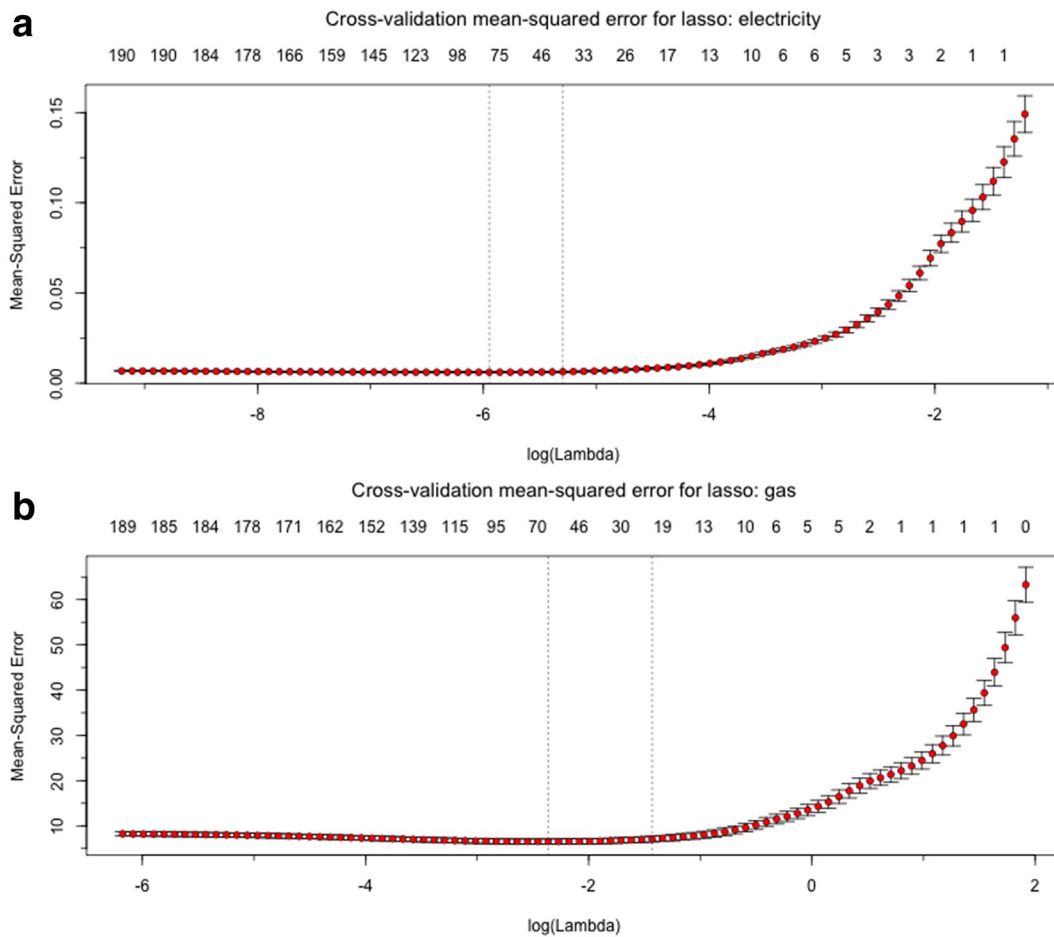 a
Cross-validation mean-squared error for lasso: electricity
190 190 184 178 166 159 145 123 98 75 46 33 26 17 13 10 6 6 5 3 3 2 1 1
Mean-Squared Error
0.15
0.10
0.05
0.00
-8 -6 -4 -2
log(Lambda)
b
Cross-validation mean-squared error for lasso: gas
189 185 184 178 171 162 152 139 115 95 70 46 30 19 13 10 6 5 5 2 1 1 1 1 0
Mean-Squared Error
60
50
40
30
20
10
-6 -4 -2 0 2
log(Lambda)